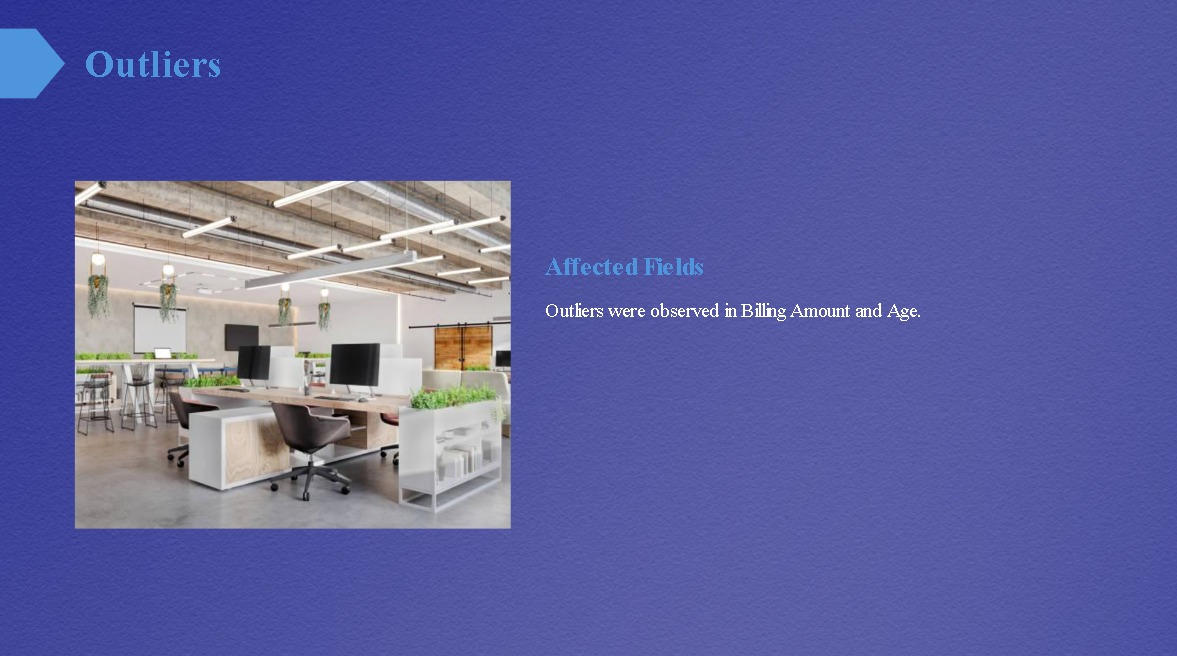 Outliers
Affected Fields
Outliers were observed in Billing Amount and Age.